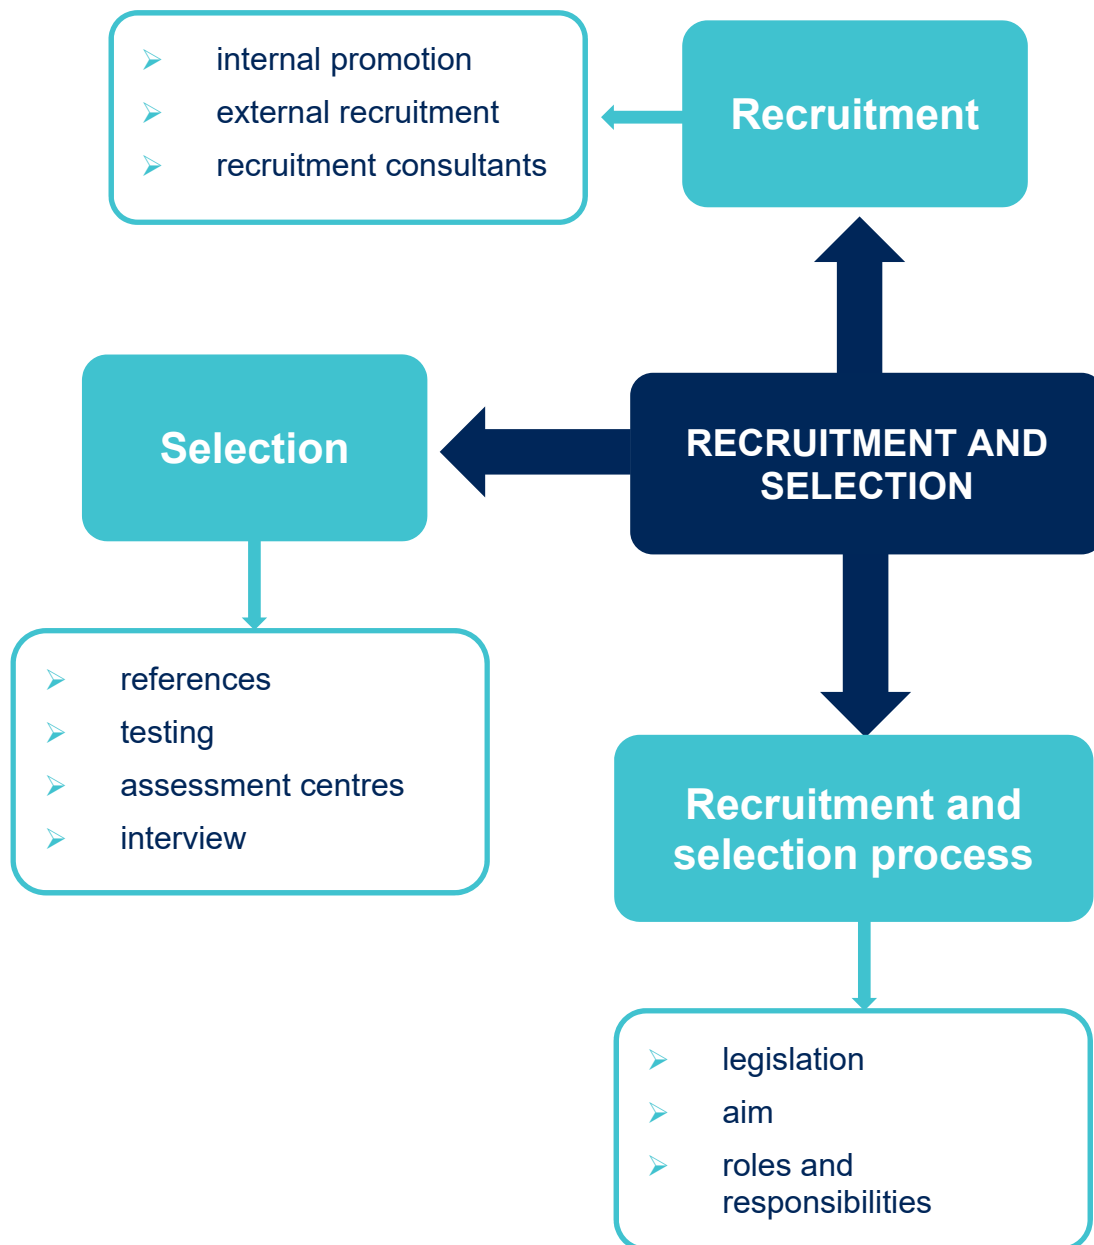 internal promotion
external recruitment
recruitment consultants
Recruitment
Selection
RECRUITMENT AND
SELECTION
references
testing
assessment centres
interview
Recruitment and
selection process
legislation
aim
roles and
responsibilities